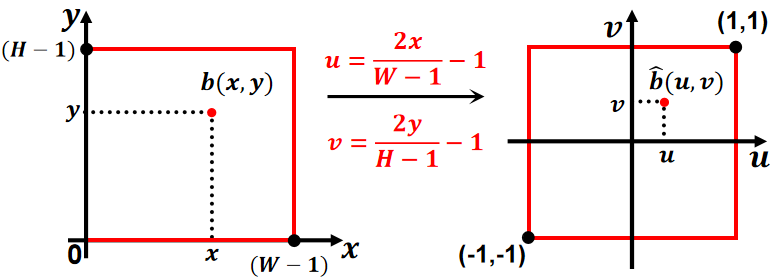 y
(H − 1)
b(x, y)
y
0
x
(W − 1)
x
u = 2x / (W − 1) − 1
v = 2y / (H − 1) − 1
v
(1,1)
b̂(u, v)
v
u
u
(-1,-1)